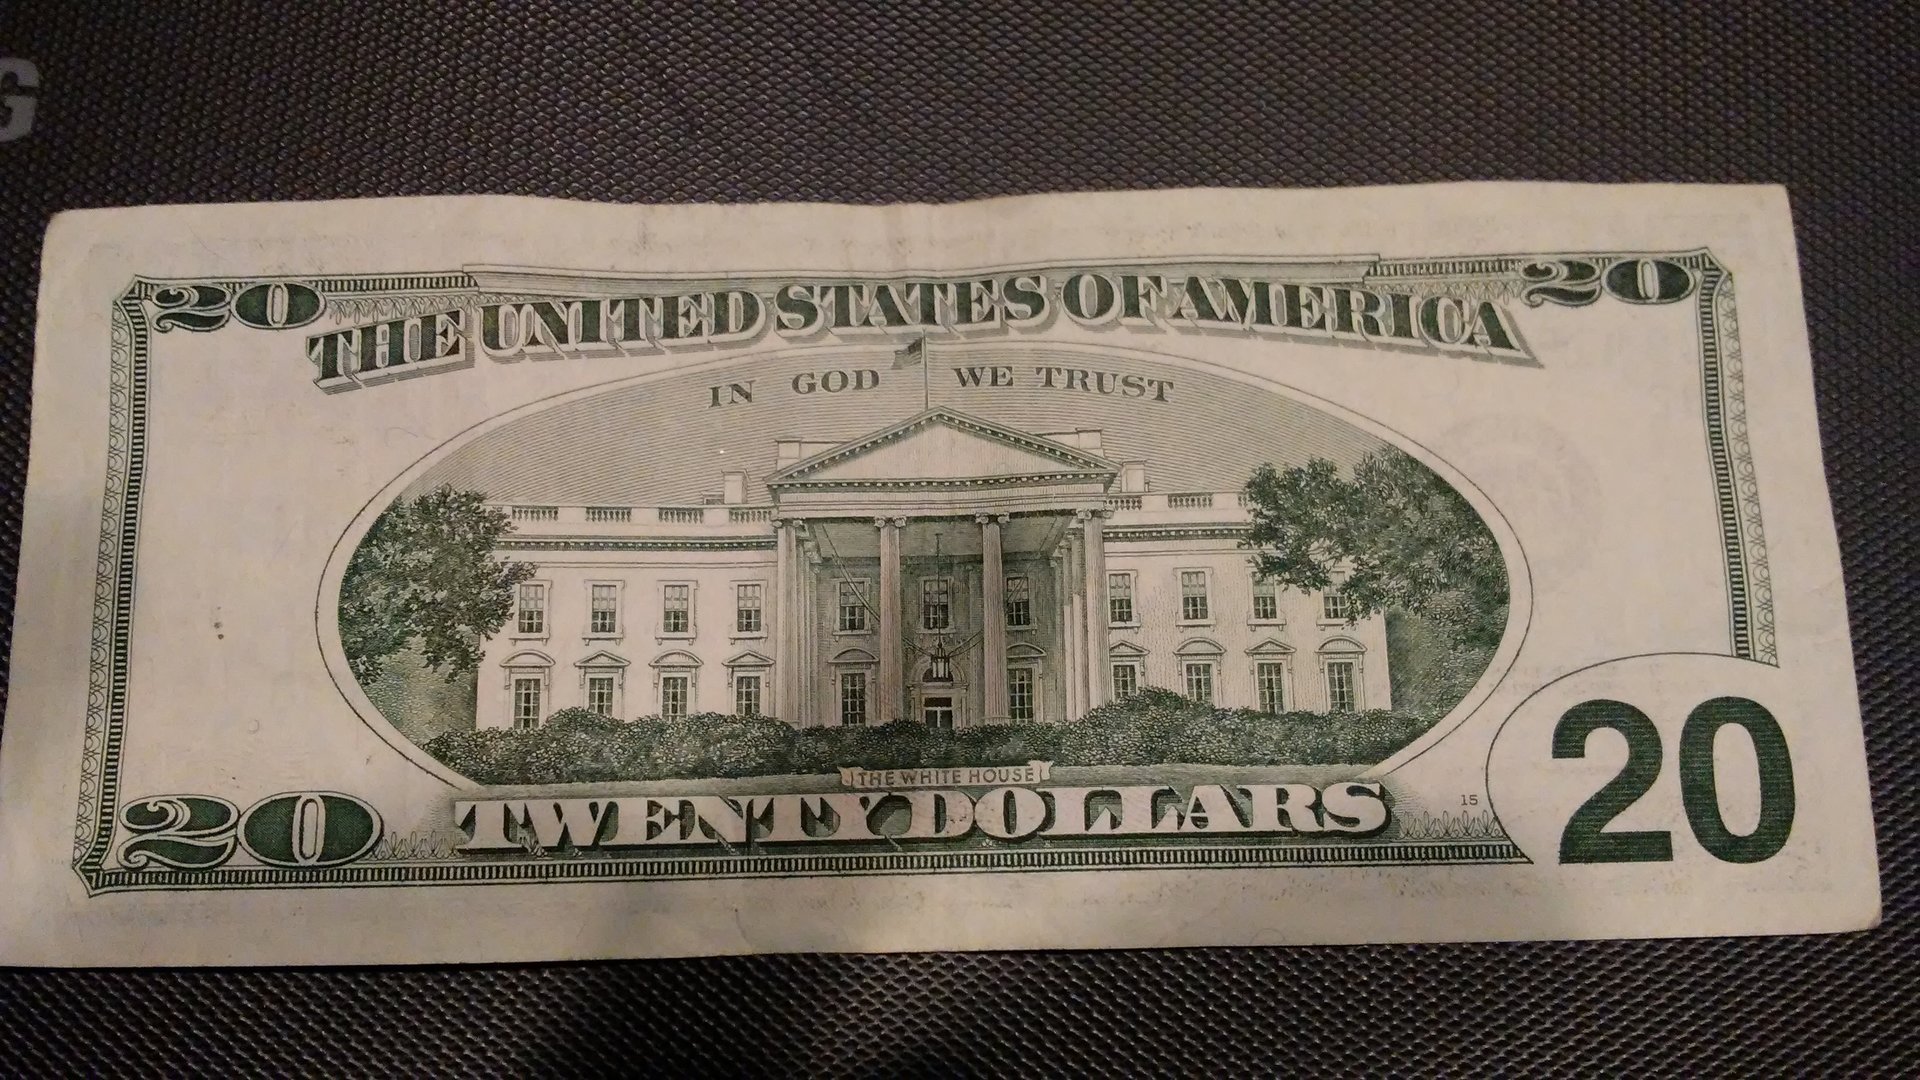 G
20 THE UNITED STATES OF AMERICA 20
IN GOD WE TRUST
THE WHITE HOUSE
20 TWENTY DOLLARS 15 20